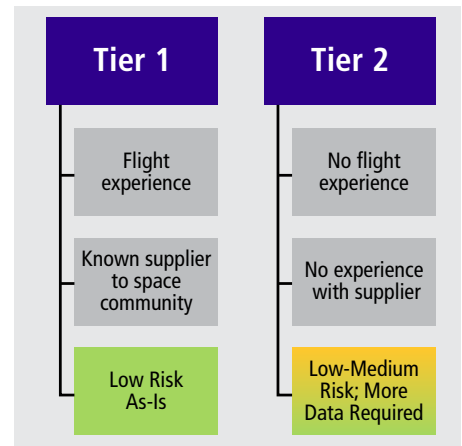 Tier 1
Flight
experience
Known supplier
to space
community
Low Risk
As-Is
Tier 2
No flight
experience
No experience
with supplier
Low-Medium
Risk; More
Data Required